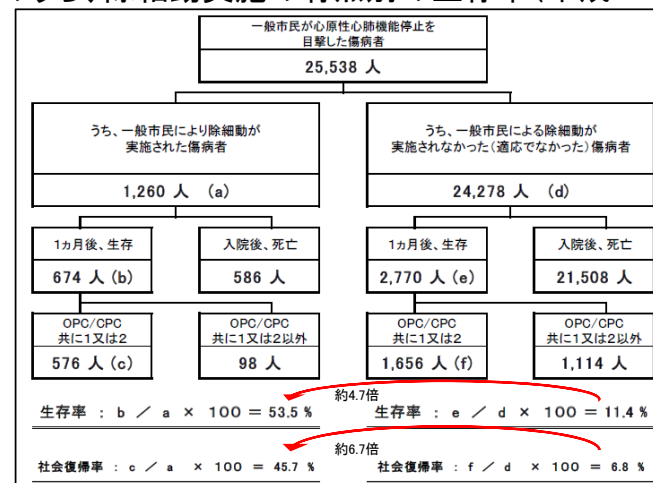 一般市民が心原性心肺機能停止を
目撃した傷病者
25,538 人
うち、一般市民により除細動が
実施された傷病者
1,260 人 (a)
うち、一般市民による除細動が
実施されなかった(適応でなかった)傷病者
24,278 人 (d)
1ヵ月後、生存
674 人 (b)
入院後、死亡
586 人
1ヵ月後、生存
2,770 人 (e)
入院後、死亡
21,508 人
OPC/CPC
共に1又は2
576 人 (c)
OPC/CPC
共に1又は2以外
98 人
OPC/CPC
共に1又は2
1,656 人 (f)
OPC/CPC
共に1又は2以外
1,114 人
約4.7倍
生存率 : b / a × 100 = 53.5 %
生存率 : e / d × 100 = 11.4 %
約6.7倍
社会復帰率 : c / a × 100 = 45.7 %
社会復帰率 : f / d × 100 = 6.8 %